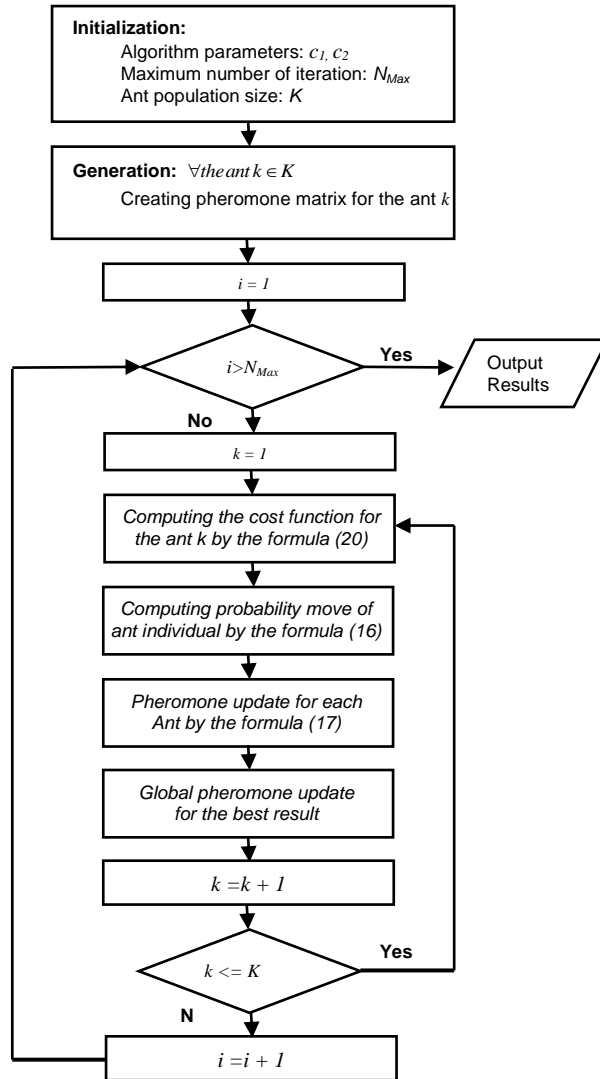 Initialization:
Algorithm parameters: c1, c2
Maximum number of iteration: NMax
Ant population size: K
Generation: ∀the ant k ∈ K
Creating pheromone matrix for the ant k
i = 1
i>NMax
Yes
Output
Results
No
k = 1
Computing the cost function for
the ant k by the formula (20)
Computing probability move of
ant individual by the formula (16)
Pheromone update for each
Ant by the formula (17)
Global pheromone update
for the best result
k =k + 1
k <= K
Yes
N
i =i + 1